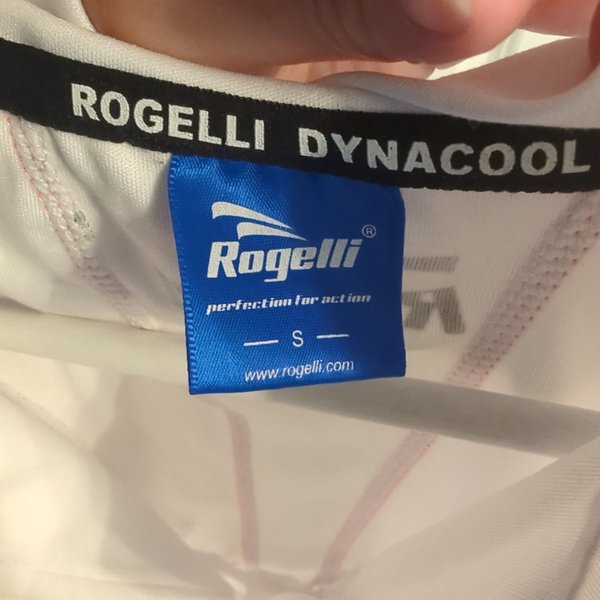 ROGELLI DYNACOOL
Rogelli®
perfection for action
— S —
www.rogelli.com